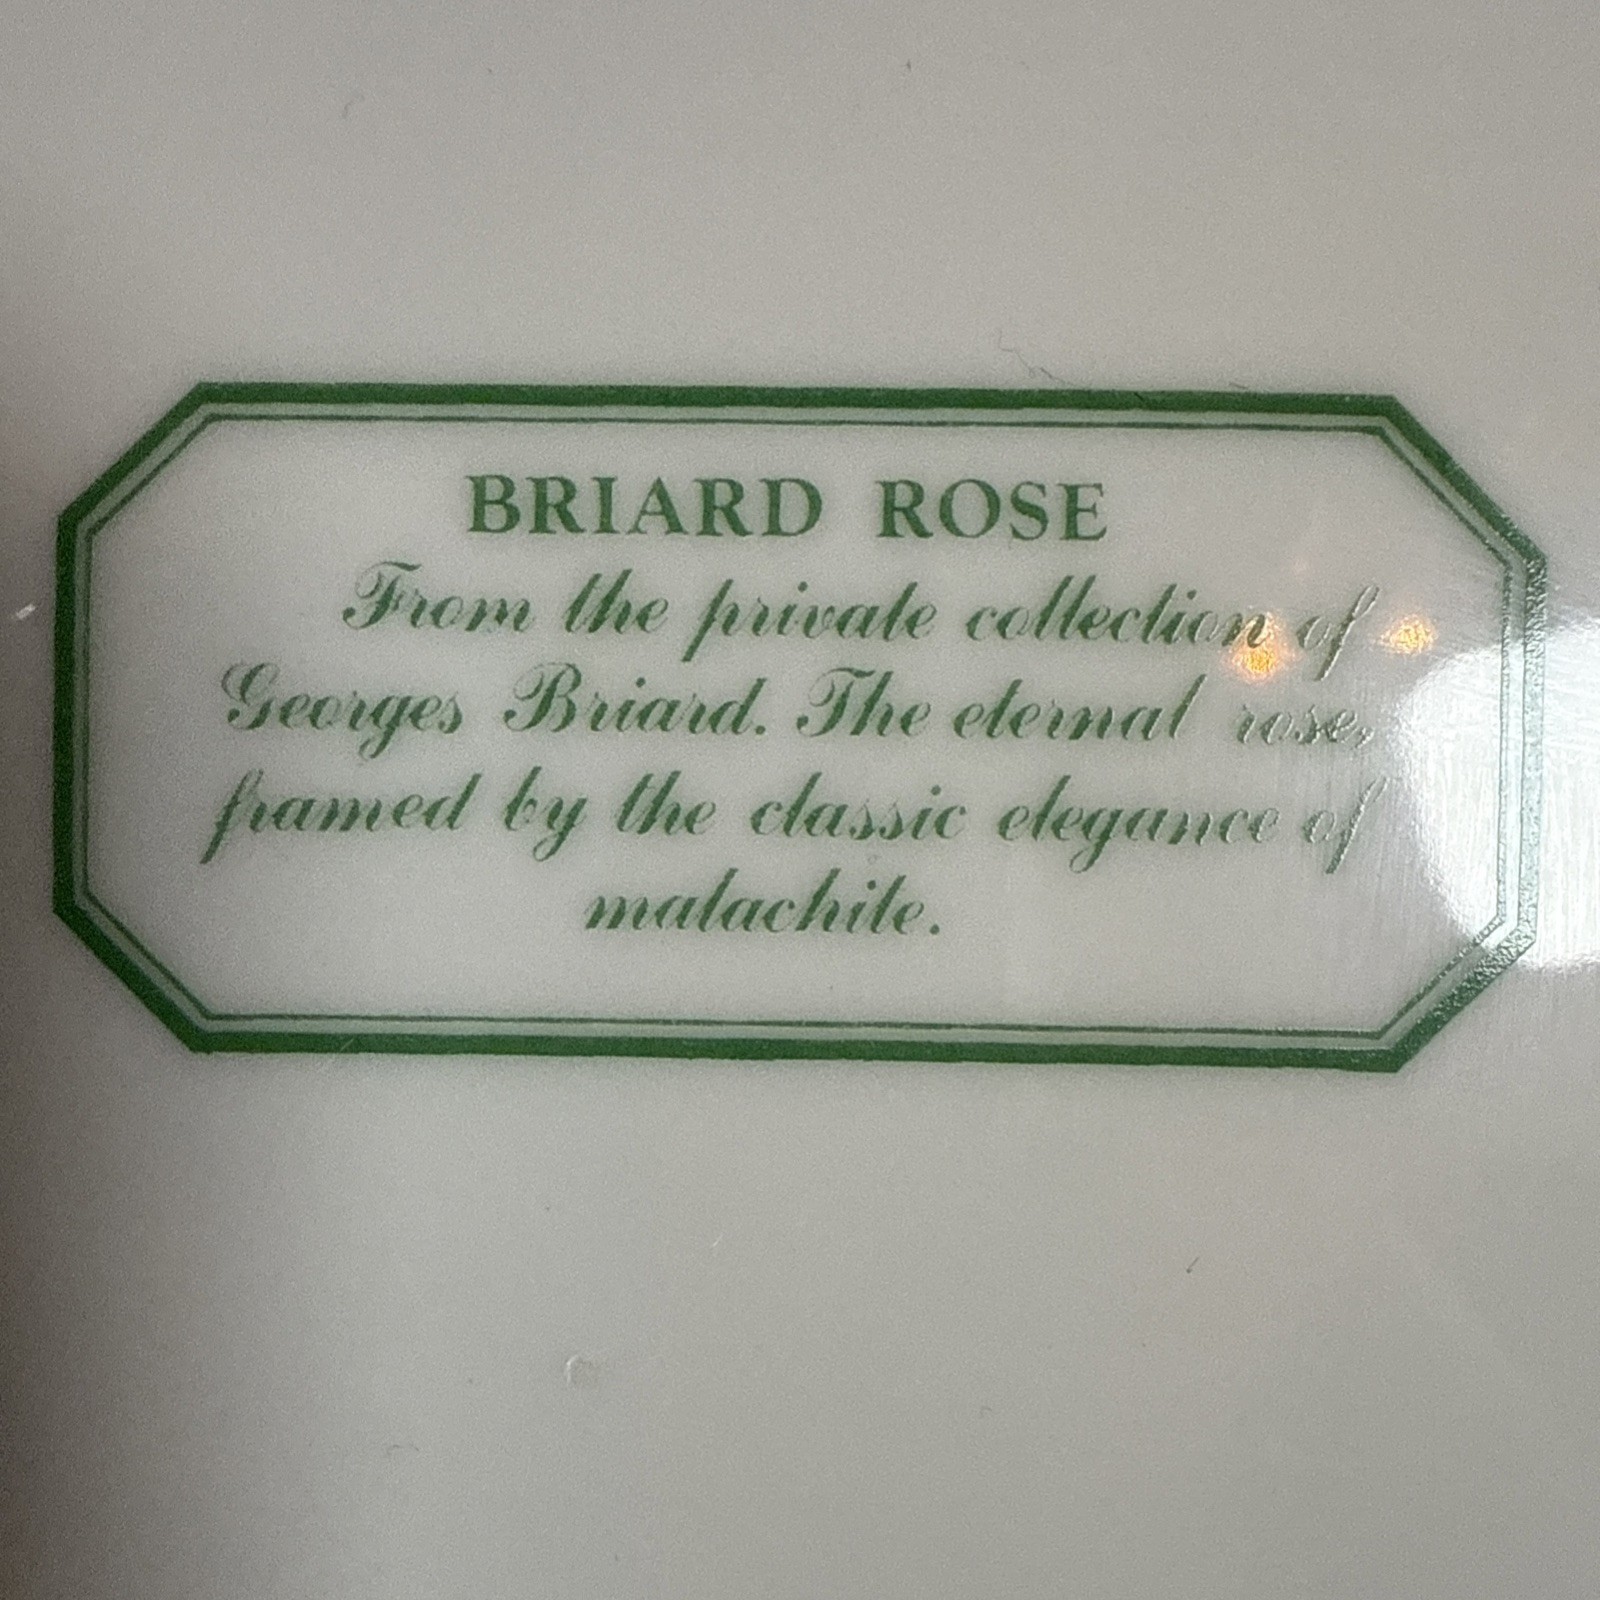 BRIARD ROSE
From the private collection of
Georges Briard. The eternal rose,
framed by the classic elegance of
malachite.